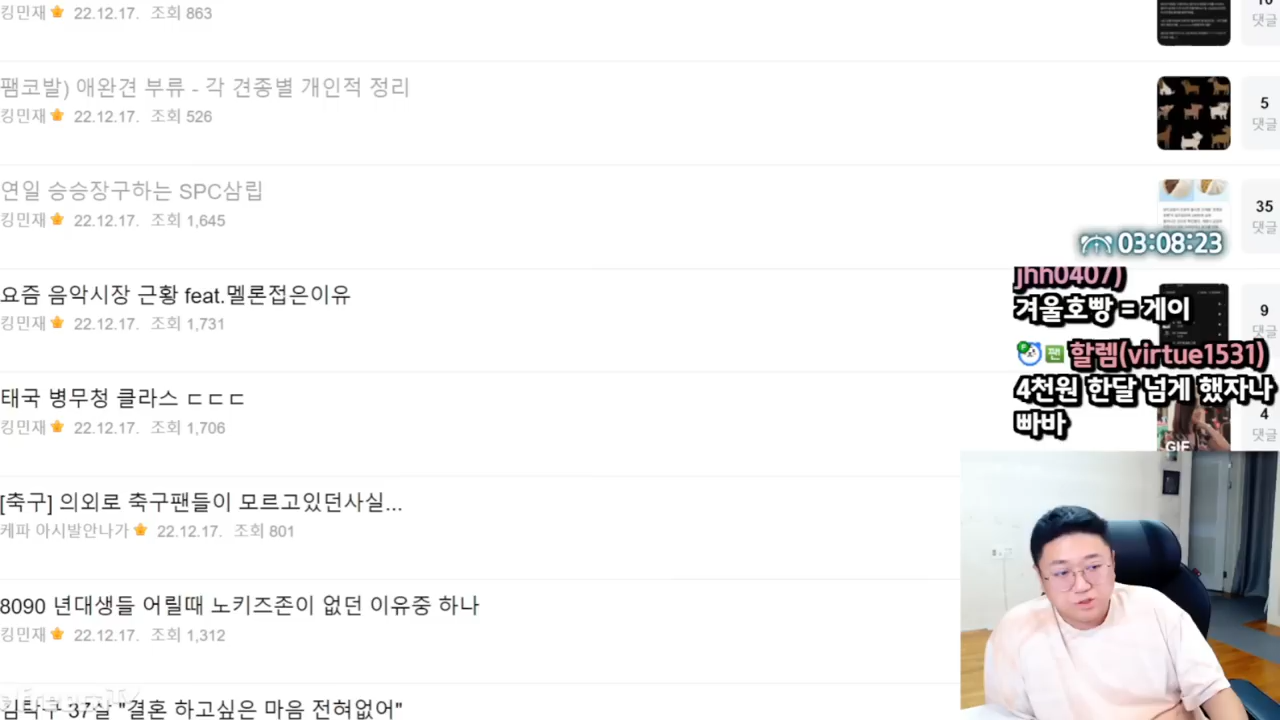 킹민재 22.12.17. 조회 863
10
댓글
팸코발) 애완견 부류 - 각 견종별 개인적 정리
킹민재 22.12.17. 조회 526
5
댓글
연일 승승장구하는 SPC삼립
킹민재 22.12.17. 조회 1,645
35
댓글
03:08:23
jhh0407)
겨울호빵 = 게이
요즘 음악시장 근황 feat.멜론접은이유
킹민재 22.12.17. 조회 1,731
9
댓글
팬 할렘(virtue1531)
4천원 한달 넘게 했자나
빠바
태국 병무청 클라스 ㄷㄷㄷ
킹민재 22.12.17. 조회 1,706
4
댓글
GIF
[축구] 의외로 축구팬들이 모르고있던사실...
케파 아시발안나가 22.12.17. 조회 801
8090 년대생들 어릴때 노키즈존이 없던 이유중 하나
킹민재 22.12.17. 조회 1,312
37살 "결혼 하고싶은 마음 전혀없어"